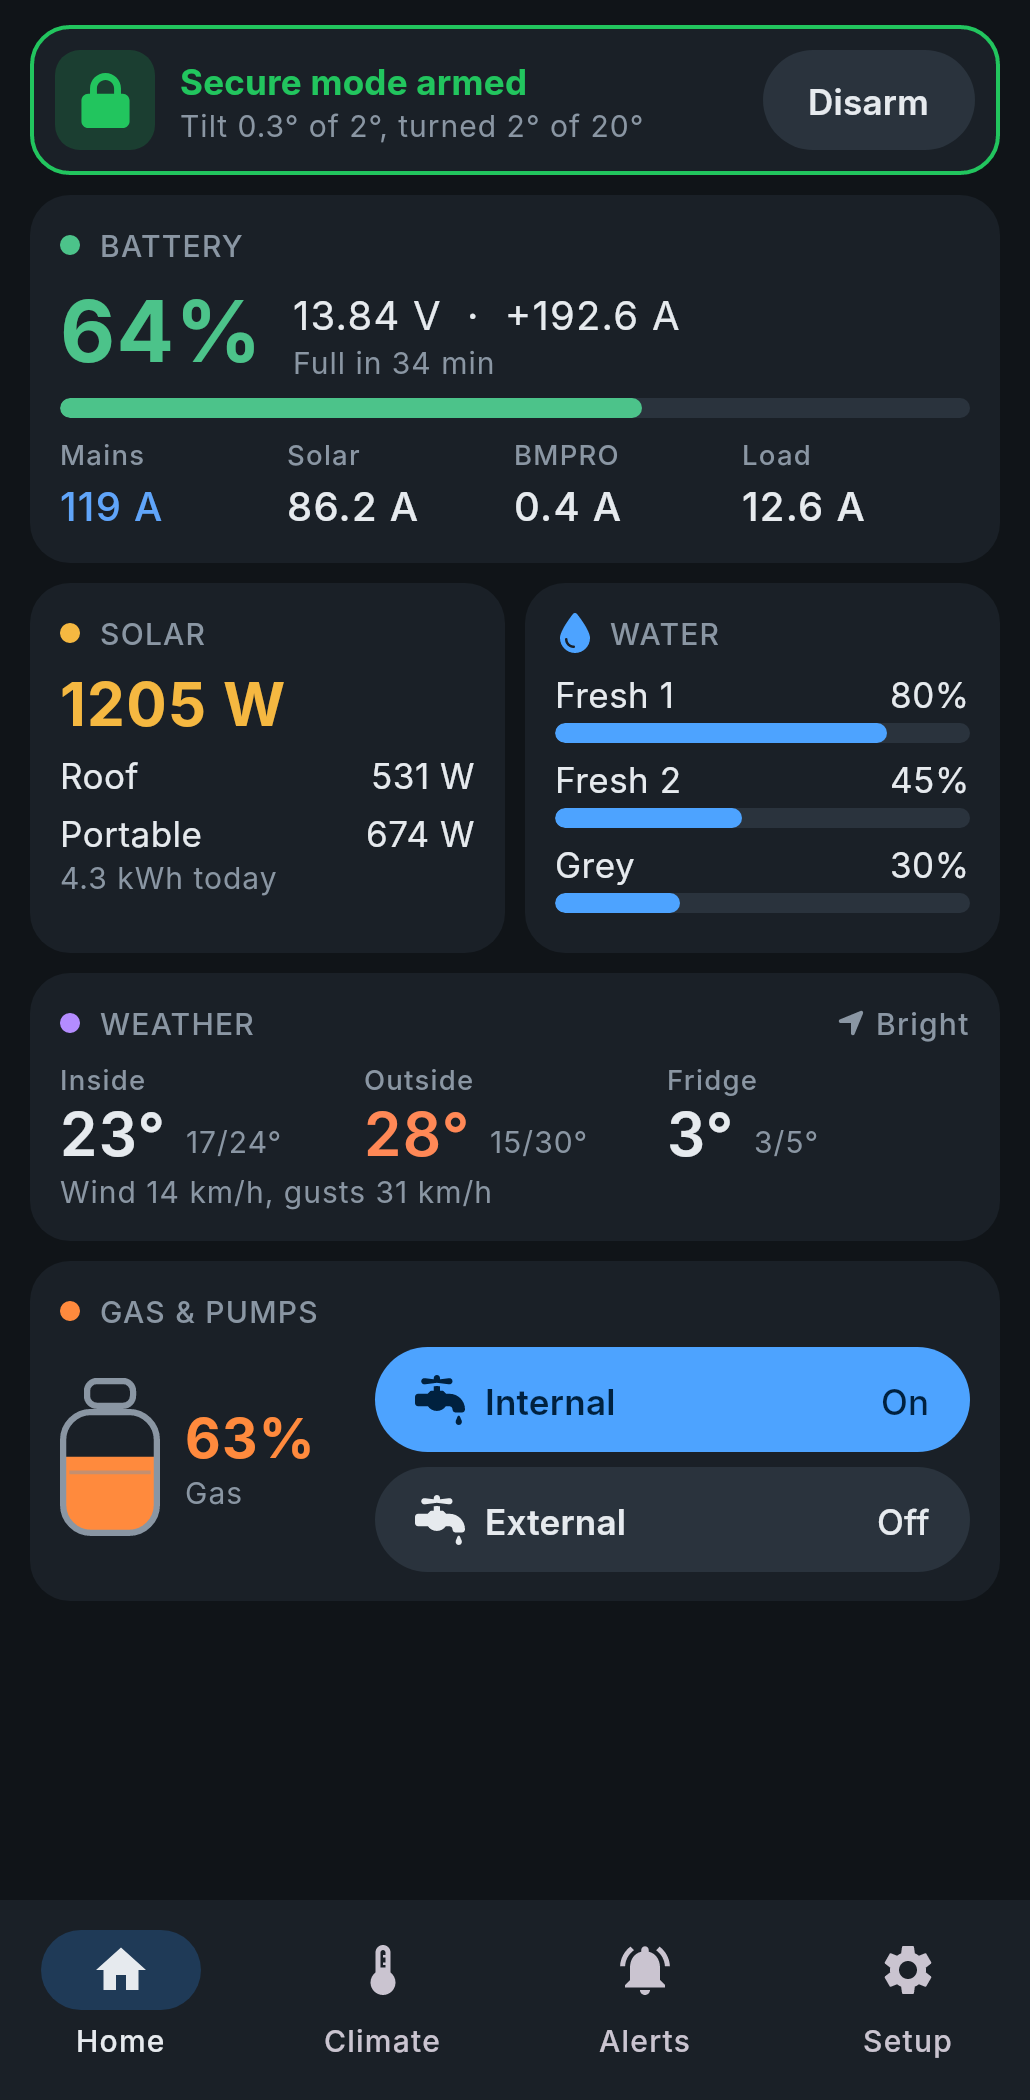 Secure mode armed
Tilt 0.3° of 2°, turned 2° of 20°
Disarm
BATTERY
64%
13.84 V · +192.6 A
Full in 34 min
Mains Solar BMPRO Load
119 A 86.2 A 0.4 A 12.6 A
SOLAR
1205 W
Roof 531 W
Portable 674 W
4.3 kWh today
WATER
Fresh 1 80%
Fresh 2 45%
Grey 30%
WEATHER
Bright
Inside Outside Fridge
23° 17/24° 28° 15/30° 3° 3/5°
Wind 14 km/h, gusts 31 km/h
GAS & PUMPS
63%
Gas
Internal On
External Off
Home Climate Alerts Setup